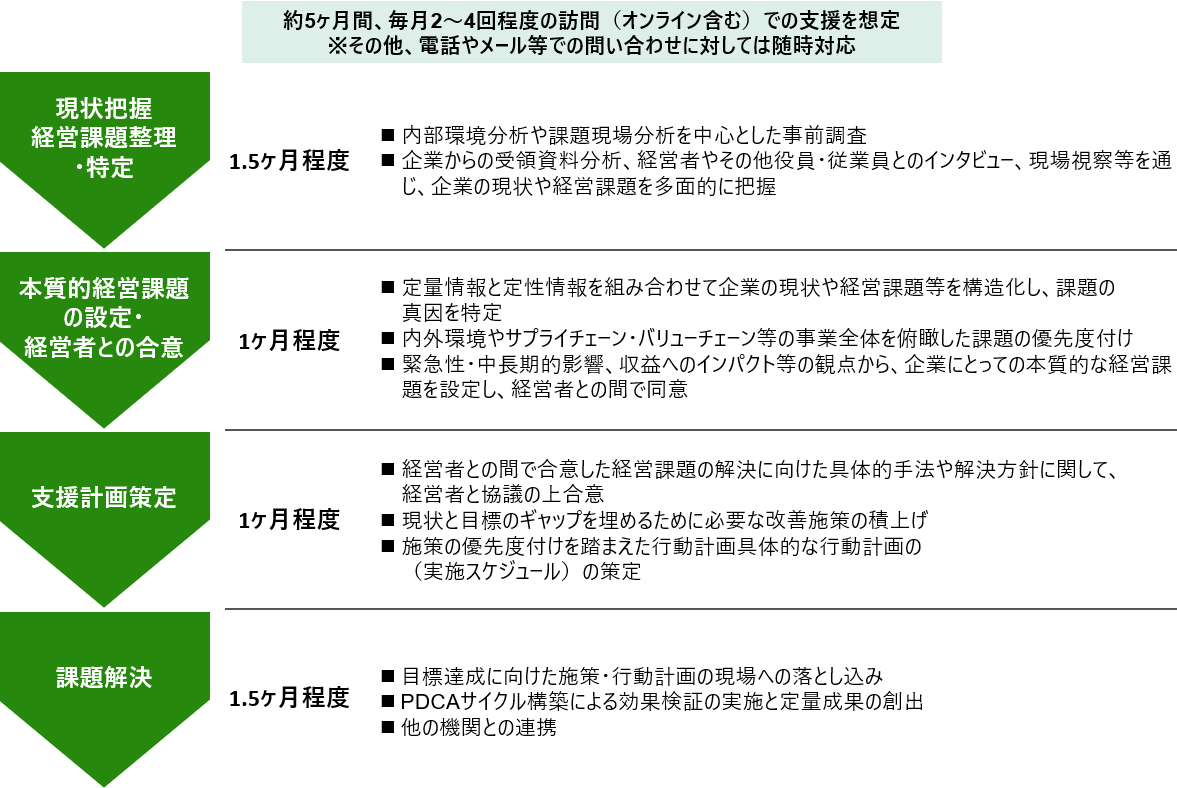 約5ヶ月間、毎月2～4回程度の訪問（オンライン含む）での支援を想定
※その他、電話やメール等での問い合わせに対しては随時対応
現状把握
経営課題整理
・特定
1.5ヶ月程度
■ 内部環境分析や課題現場分析を中心とした事前調査
■ 企業からの受領資料分析、経営者やその他役員・従業員とのインタビュー、現場視察等を通
じ、企業の現状や経営課題を多面的に把握
本質的経営課題
の設定・
経営者との合意
1ヶ月程度
■ 定量情報と定性情報を組み合わせて企業の現状や経営課題等を構造化し、課題の
真因を特定
■ 内外環境やサプライチェーン・バリューチェーン等の事業全体を俯瞰した課題の優先度付け
■ 緊急性・中長期的影響、収益へのインパクト等の観点から、企業にとっての本質的な経営課
題を設定し、経営者との間で同意
支援計画策定
1ヶ月程度
■ 経営者との間で合意した経営課題の解決に向けた具体的手法や解決方針に関して、
経営者と協議の上合意
■ 現状と目標のギャップを埋めるために必要な改善施策の積上げ
■ 施策の優先度付けを踏まえた行動計画具体的な行動計画の
（実施スケジュール）の策定
課題解決
1.5ヶ月程度
■ 目標達成に向けた施策・行動計画の現場への落とし込み
■ PDCAサイクル構築による効果検証の実施と定量成果の創出
■ 他の機関との連携